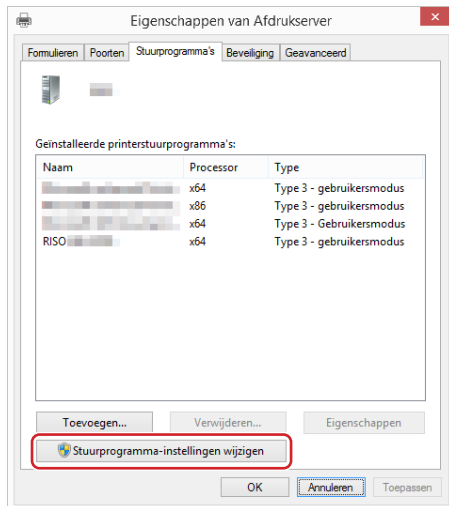 Eigenschappen van Afdrukserver
Formulieren Poorten Stuurprogramma's Beveiliging Geavanceerd
Geïnstalleerde printerstuurprogramma's:
Naam Processor Type
x64 Type 3 - gebruikersmodus
x86 Type 3 - gebruikersmodus
x64 Type 3 - Gebruikersmodus
RISO x64 Type 3 - gebruikersmodus
Toevoegen... Verwijderen... Eigenschappen
Stuurprogramma-instellingen wijzigen
OK Annuleren Toepassen